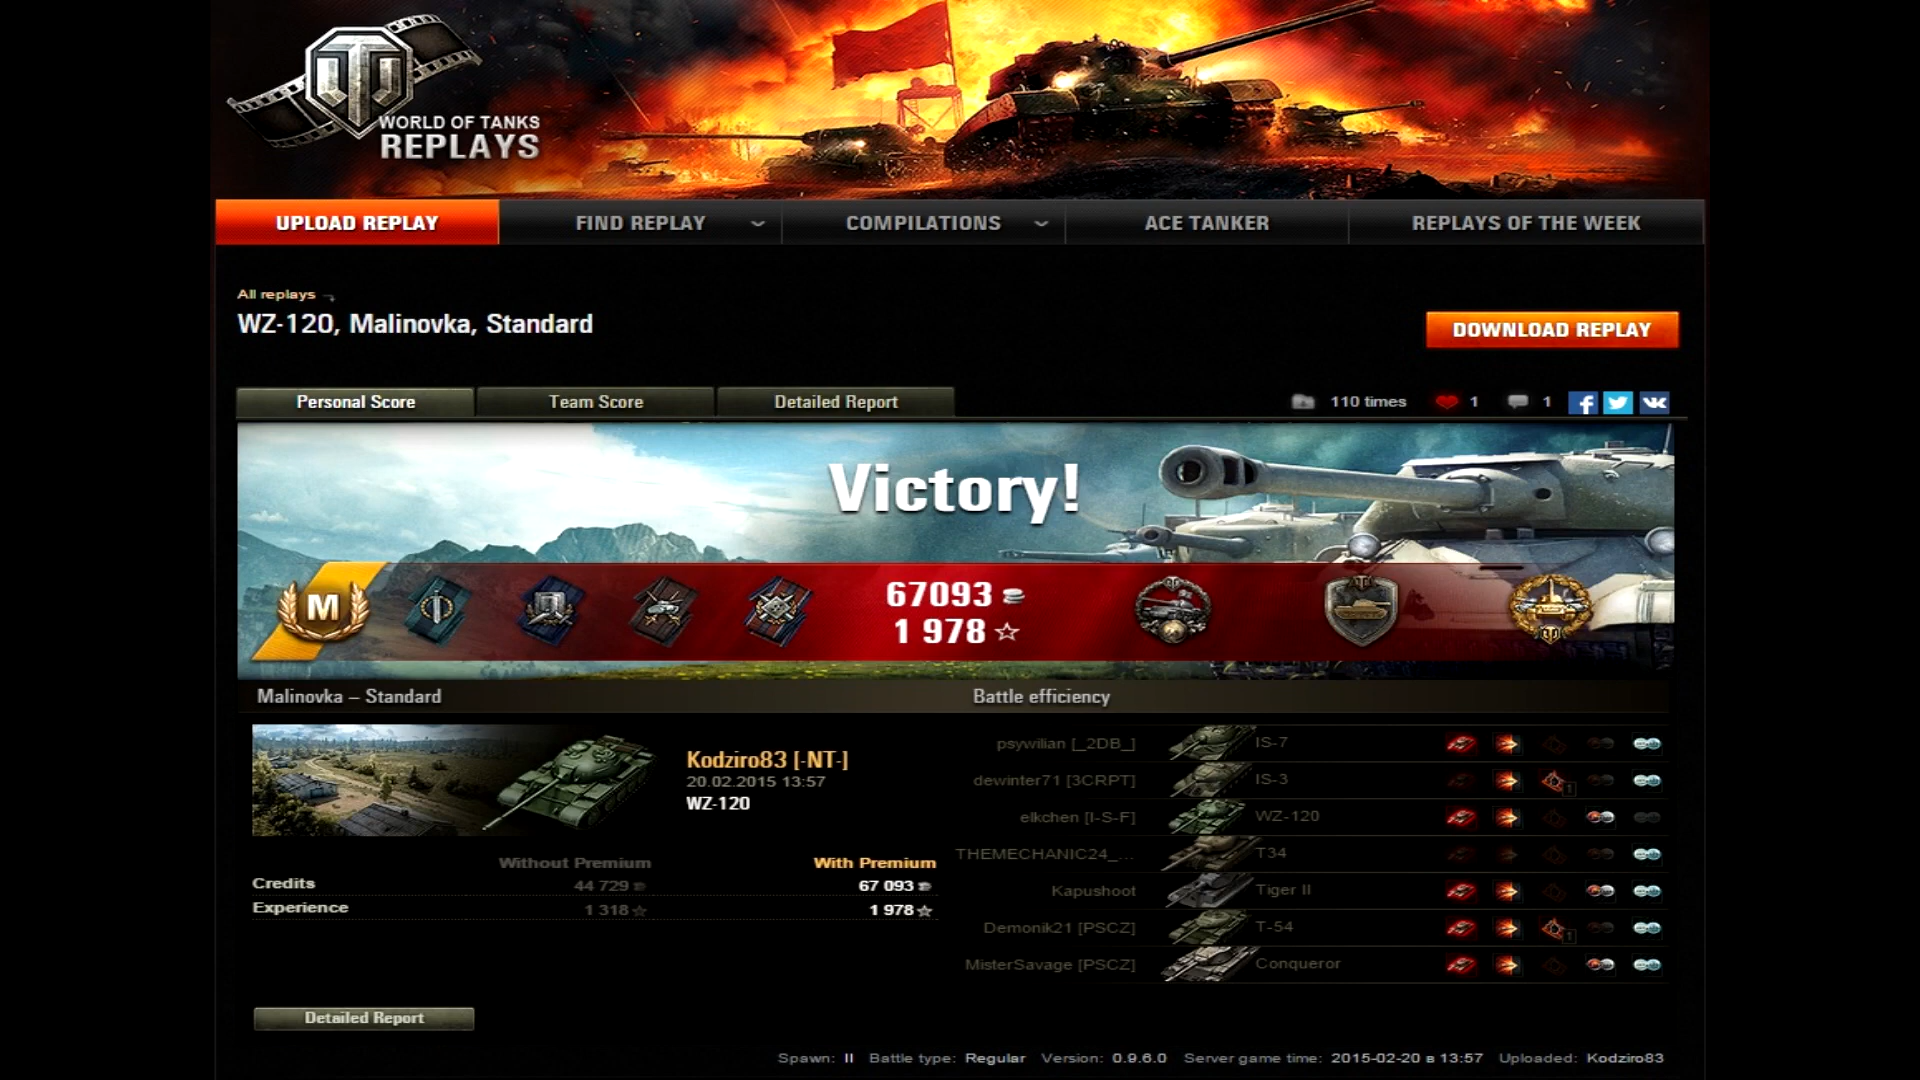 WORLD OF TANKS
REPLAYS
UPLOAD REPLAY
FIND REPLAY
COMPILATIONS
ACE TANKER
REPLAYS OF THE WEEK
All replays
WZ-120, Malinovka, Standard
DOWNLOAD REPLAY
Personal Score
Team Score
Detailed Report
110 times
1
1
Victory!
M
67093
1 978
Malinovka – Standard
Battle efficiency
Kodziro83 [-NT-]
20.02.2015 13:57
WZ-120
Without Premium
With Premium
Credits
44 729
67 093
Experience
1 318
1 978
psywilian [_2DB_]
IS-7
dewinter71 [3CRPT]
IS-3
1
elkchen [I-S-F]
WZ-120
THEMECHANIC24_...
T34
Kapushoot
Tiger II
Demonik21 [PSCZ]
T-54
1
MisterSavage [PSCZ]
Conqueror
Detailed Report
Spawn: II Battle type: Regular Version: 0.9.6.0 Server game time: 2015-02-20 в 13:57 Uploaded: Kodziro83